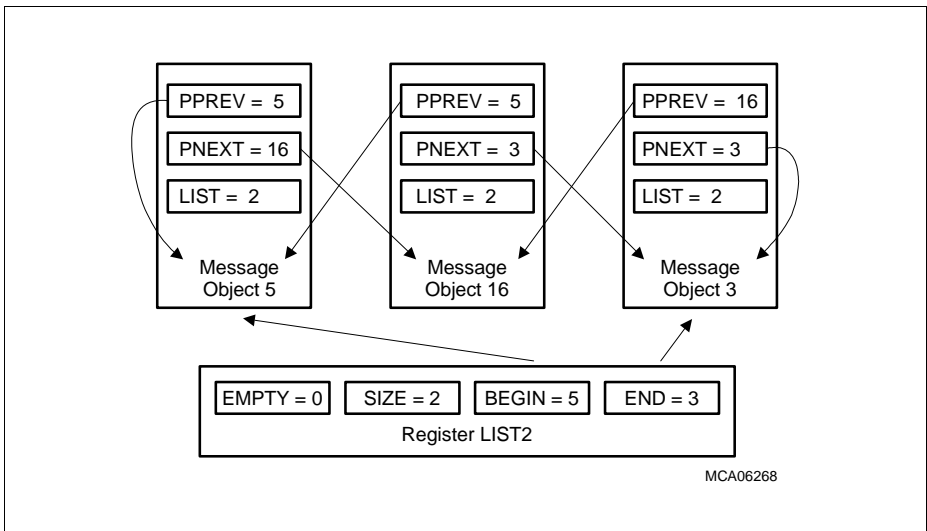 PPREV = 5
PNEXT = 16
LIST = 2
Message
Object 5
PPREV = 5
PNEXT = 3
LIST = 2
Message
Object 16
PPREV = 16
PNEXT = 3
LIST = 2
Message
Object 3
EMPTY = 0
SIZE = 2
BEGIN = 5
END = 3
Register LIST2
MCA06268